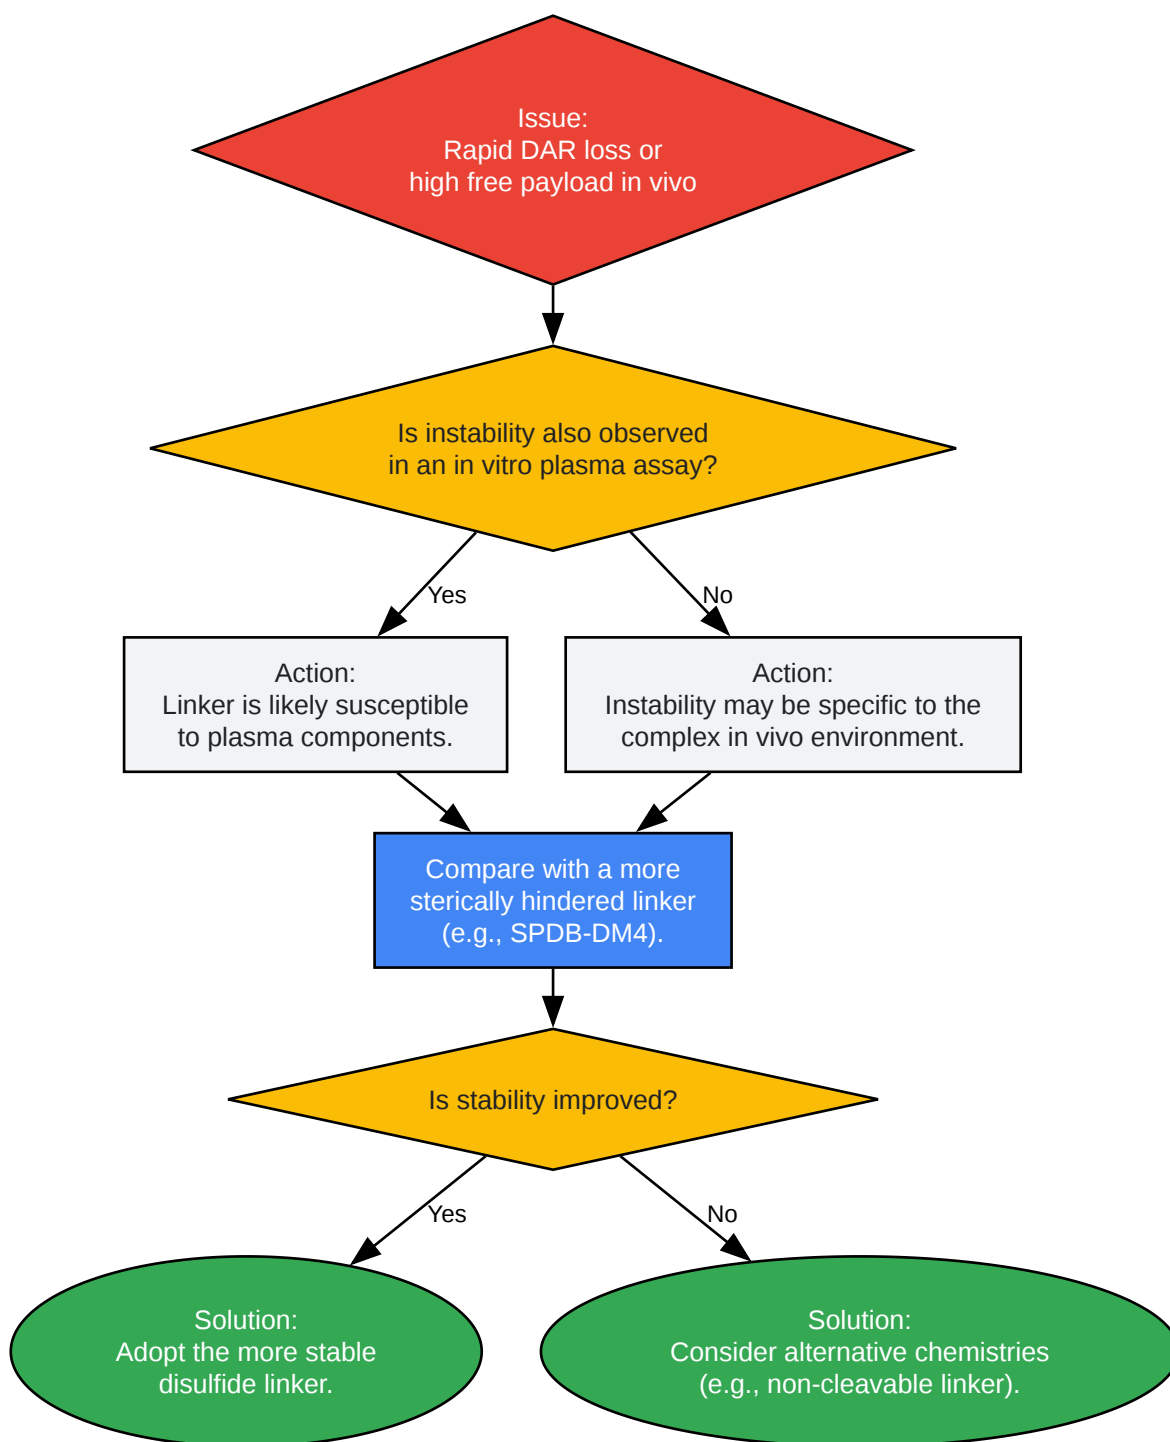 Issue:
Rapid DAR loss or
high free payload in vivo
Is instability also observed
in an in vitro plasma assay?
Yes
No
Action:
Linker is likely susceptible
to plasma components.
Action:
Instability may be specific to the
complex in vivo environment.
Compare with a more
sterically hindered linker
(e.g., SPDB-DM4).
Is stability improved?
Yes
No
Solution:
Adopt the more stable
disulfide linker.
Solution:
Consider alternative chemistries
(e.g., non-cleavable linker).